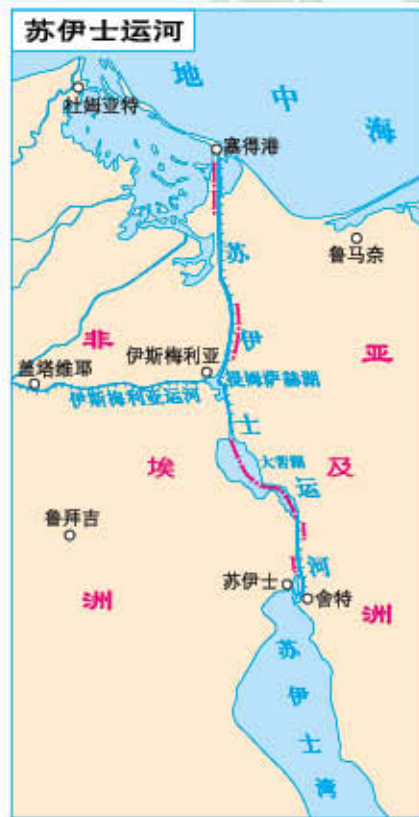 苏伊士运河
地中海
杜姆亚特
塞得港
鲁马奈
苏伊士运河
非洲
亚洲
伊斯梅利亚
盖塔维耶
提姆萨赫湖
伊斯梅利亚运河
大苦湖
埃及
鲁拜吉
苏伊士
舍特
苏伊士湾